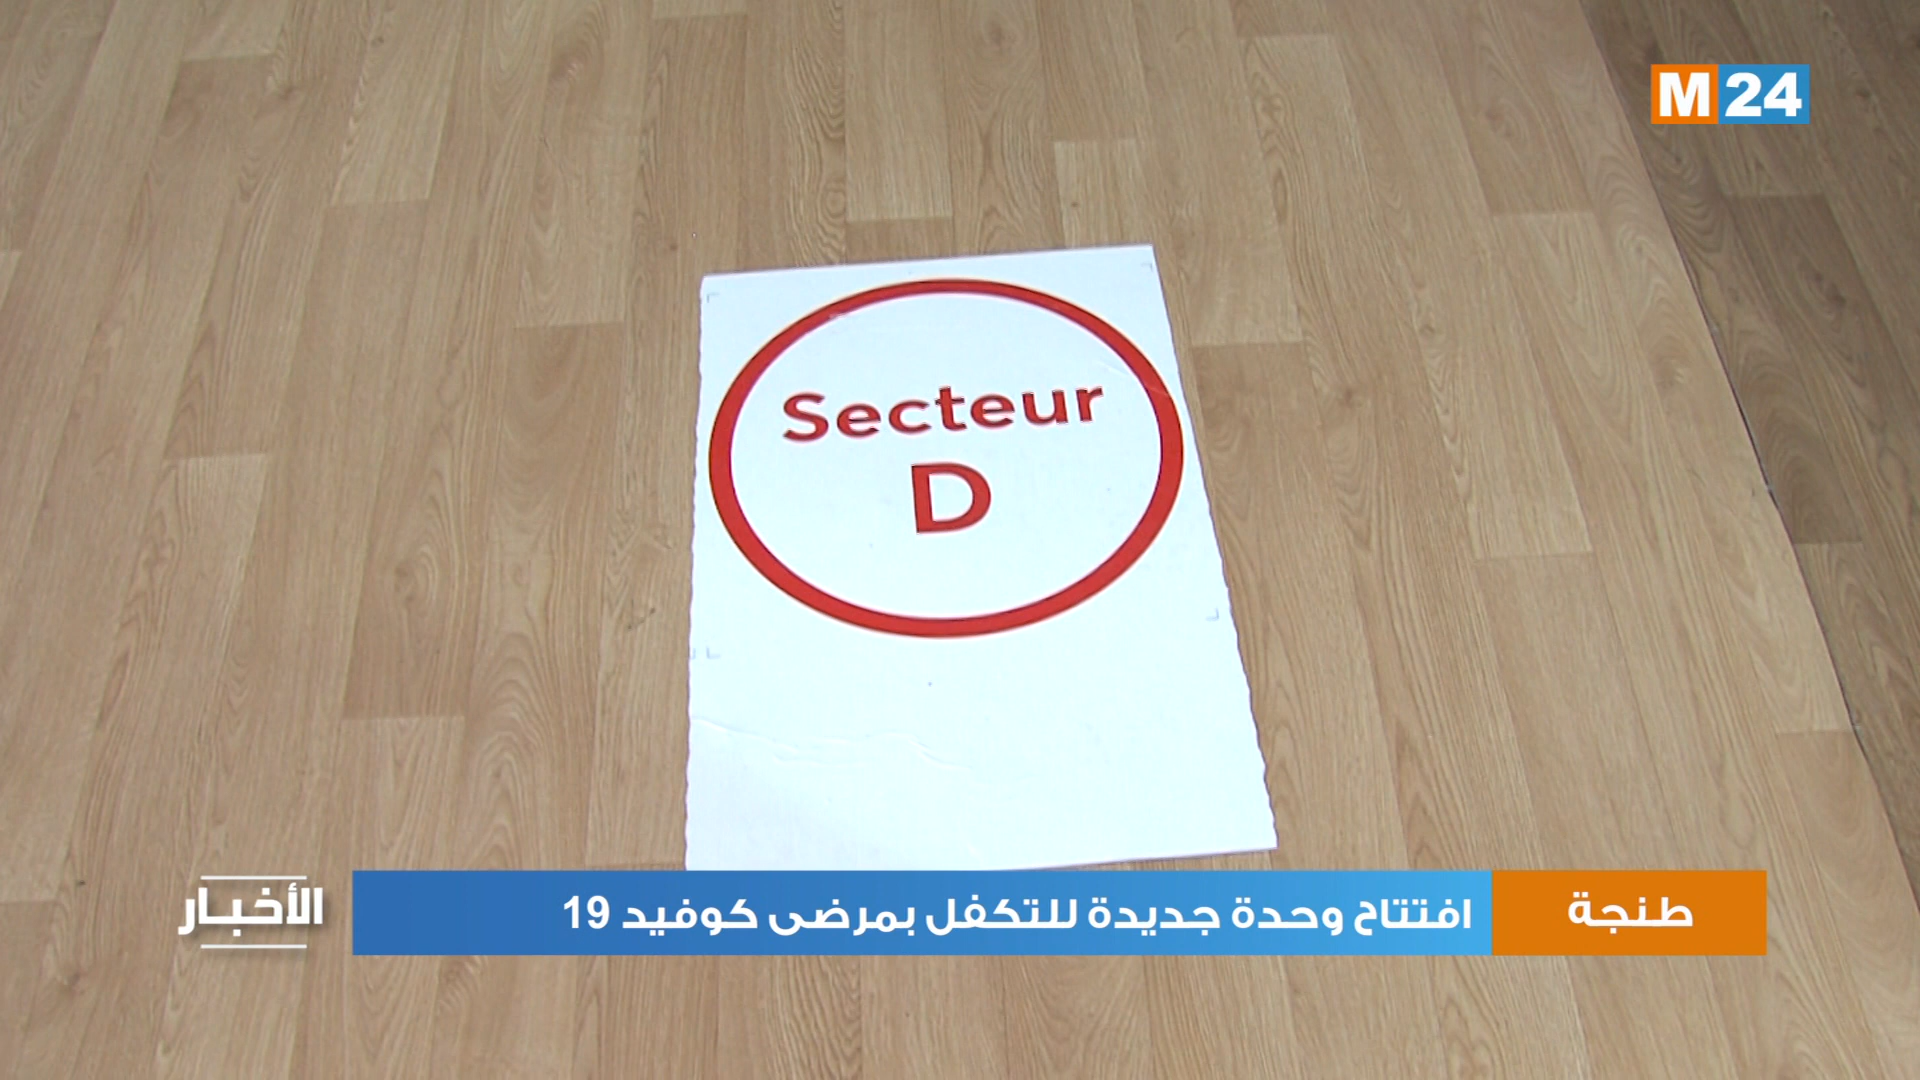 M24
Secteur
D
طنجة
افتتاح وحدة جديدة للتكفل بمرضى كوفيد 19
الأخبار